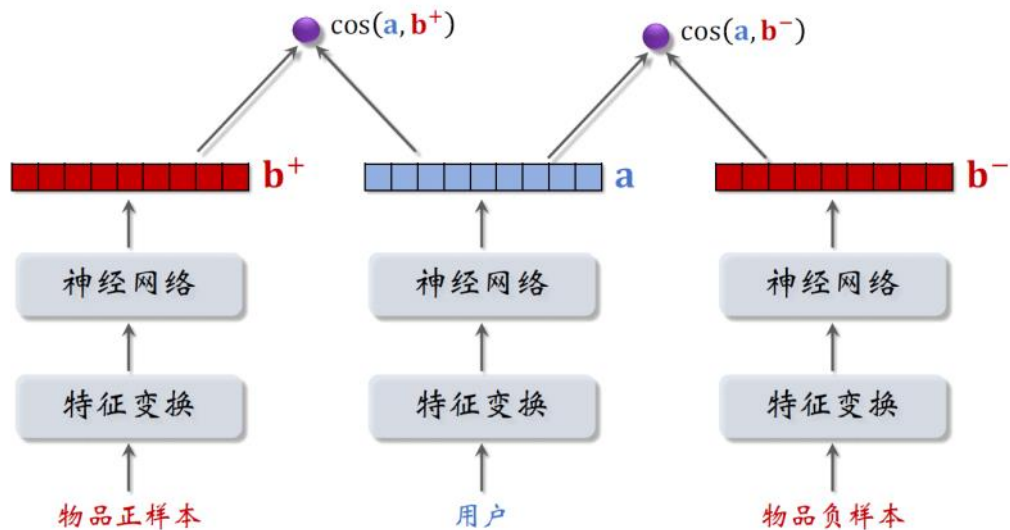 cos(a, b⁺)
cos(a, b⁻)
b⁺
a
b⁻
神经网络
神经网络
神经网络
特征变换
特征变换
特征变换
物品正样本
用户
物品负样本